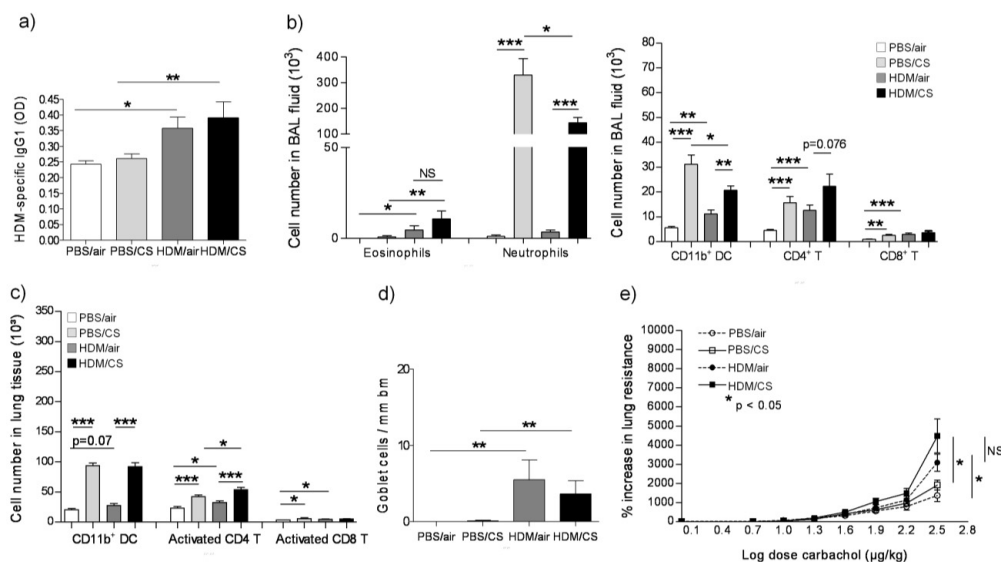 a)
HDM-specific IgG1 (OD)
0.45
0.40
0.35
0.30
0.25
0.20
0.15
0.10
0.05
0.00
*
**
PBS/air PBS/CS HDM/air HDM/CS
b)
Cell number in BAL fluid (10³)
400
300
200
100
50
0
*
**
NS
***
*
***
Eosinophils Neutrophils
Cell number in BAL fluid (10³)
80
70
60
50
40
30
20
10
0
PBS/air
PBS/CS
HDM/air
HDM/CS
**
***
*
**
***
***
p=0.076
***
**
CD11b⁺ DC CD4⁺ T CD8⁺ T
c)
Cell number in lung tissue (10³)
350
300
250
200
150
100
50
0
PBS/air
PBS/CS
HDM/air
HDM/CS
***
***
p=0.07
*
*
***
***
*
*
CD11b⁺ DC Activated CD4 T Activated CD8 T
d)
Goblet cells / mm bm
20
10
0
**
**
PBS/air PBS/CS HDM/air HDM/CS
e)
% increase in lung resistance
10000
9000
8000
7000
6000
5000
4000
3000
2000
1000
0
PBS/air
PBS/CS
HDM/air
HDM/CS
* p < 0.05
*
*
NS
0.1 0.4 0.7 1.0 1.3 1.6 1.9 2.2 2.5 2.8
Log dose carbachol (µg/kg)